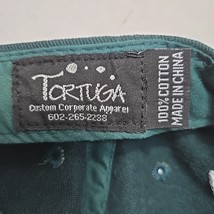 TORTUGA
Custom Corporate Apparel
602-265-2238
100% COTTON
MADE IN CHINA